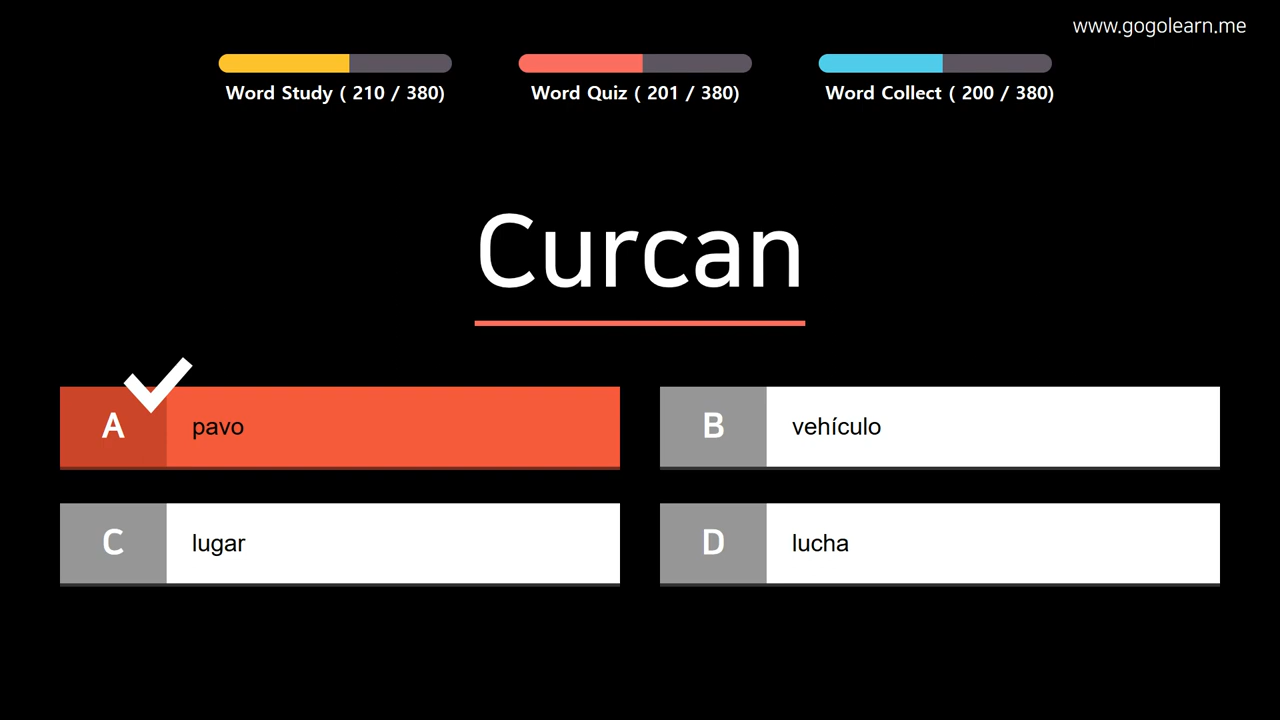 www.gogolearn.me
Word Study ( 210 / 380)
Word Quiz ( 201 / 380)
Word Collect ( 200 / 380)
Curcan
A pavo
B vehículo
C lugar
D lucha